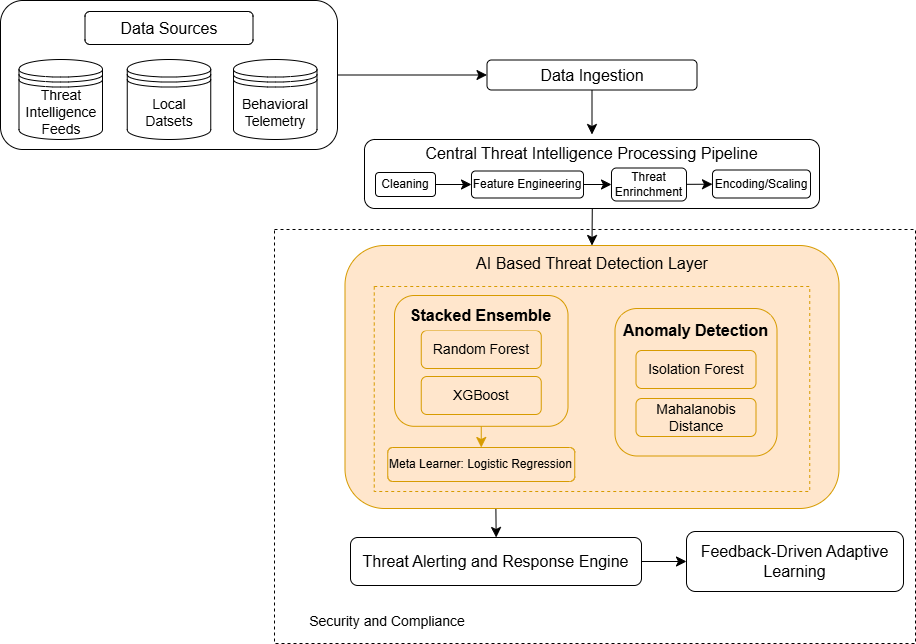 Data Sources
Threat
Intelligence
Feeds
Local
Datsets
Behavioral
Telemetry
Data Ingestion
Central Threat Intelligence Processing Pipeline
Cleaning
Feature Engineering
Threat
Enrinchment
Encoding/Scaling
AI Based Threat Detection Layer
Stacked Ensemble
Random Forest
XGBoost
Meta Learner: Logistic Regression
Anomaly Detection
Isolation Forest
Mahalanobis
Distance
Threat Alerting and Response Engine
Feedback-Driven Adaptive
Learning
Security and Compliance